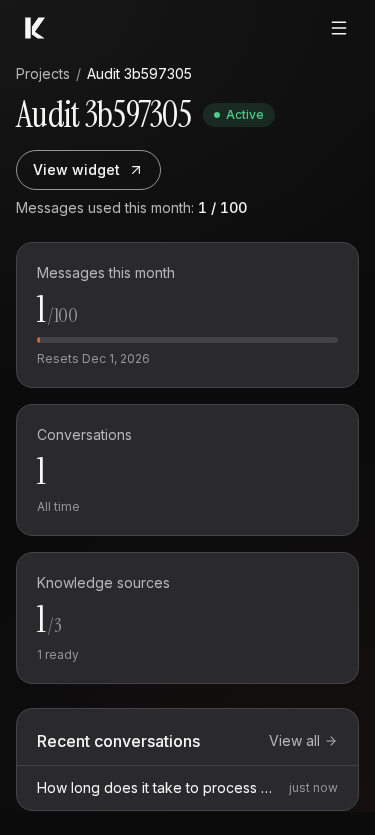 Projects / Audit 3b597305
Audit 3b597305 Active
View widget
Messages used this month: 1 / 100
Messages this month
1/100
Resets Dec 1, 2026
Conversations
1
All time
Knowledge sources
1/3
1 ready
Recent conversations View all →
How long does it take to process ... just now